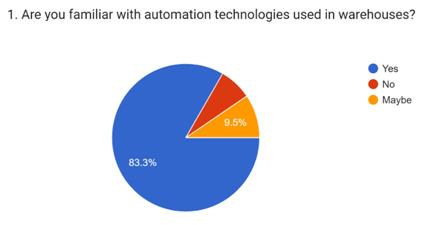 1. Are you familiar with automation technologies used in warehouses?
Yes
No
Maybe
9.5%
83.3%